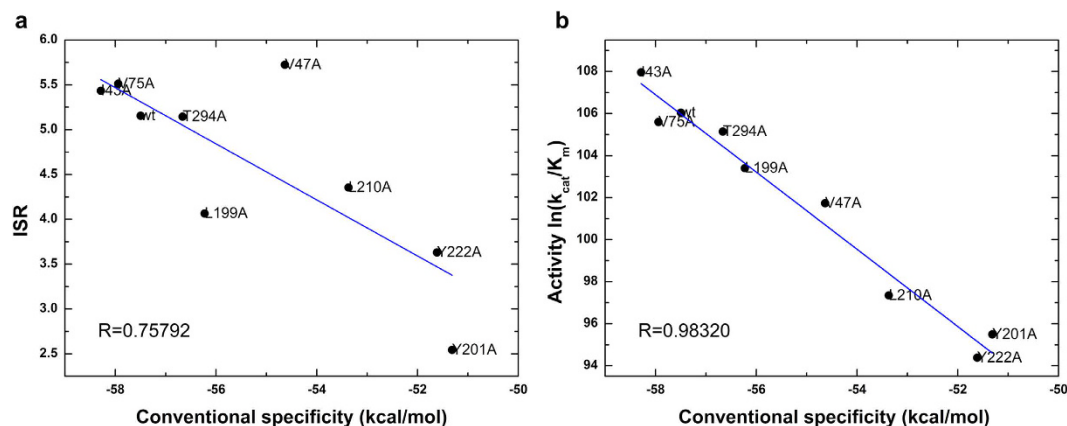 a
ISR
6.0
5.5
5.0
4.5
4.0
3.5
3.0
2.5
V47A
V75A
I43A
wt
T294A
L210A
L199A
Y222A
Y201A
R=0.75792
-58 -56 -54 -52 -50
Conventional specificity (kcal/mol)
b
Activity ln(kcat/Km)
108
106
104
102
100
98
96
94
I43A
wt
V75A
T294A
L199A
V47A
L210A
Y201A
Y222A
R=0.98320
-58 -56 -54 -52 -50
Conventional specificity (kcal/mol)